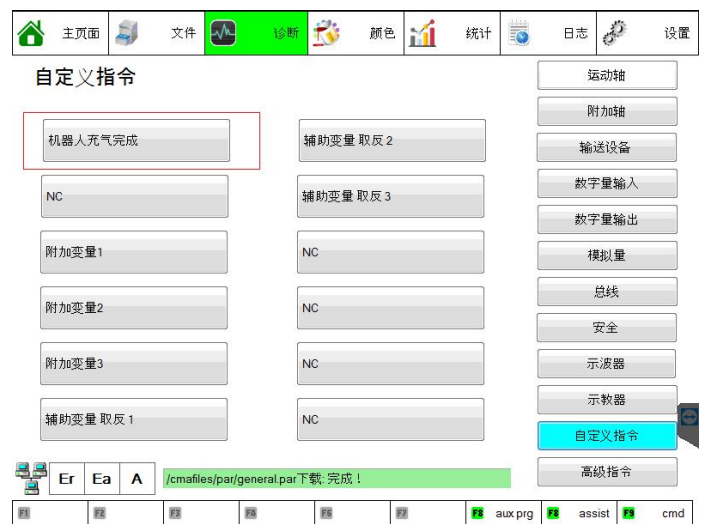 主页面 文件 诊断 颜色 统计 日志 设置
自定义指令
机器人充气完成
NC
附加变量1
附加变量2
附加变量3
辅助变量 取反 1
辅助变量 取反 2
辅助变量 取反 3
NC
NC
NC
NC
运动轴
附加轴
输送设备
数字量输入
数字量输出
模拟量
总线
安全
示波器
示教器
自定义指令
高级指令
Er Ea A /cmafiles/par/general.par下载: 完成！
F1 F2 F3 F4 F6 F7 F8 aux prg F8 assist F9 cmd